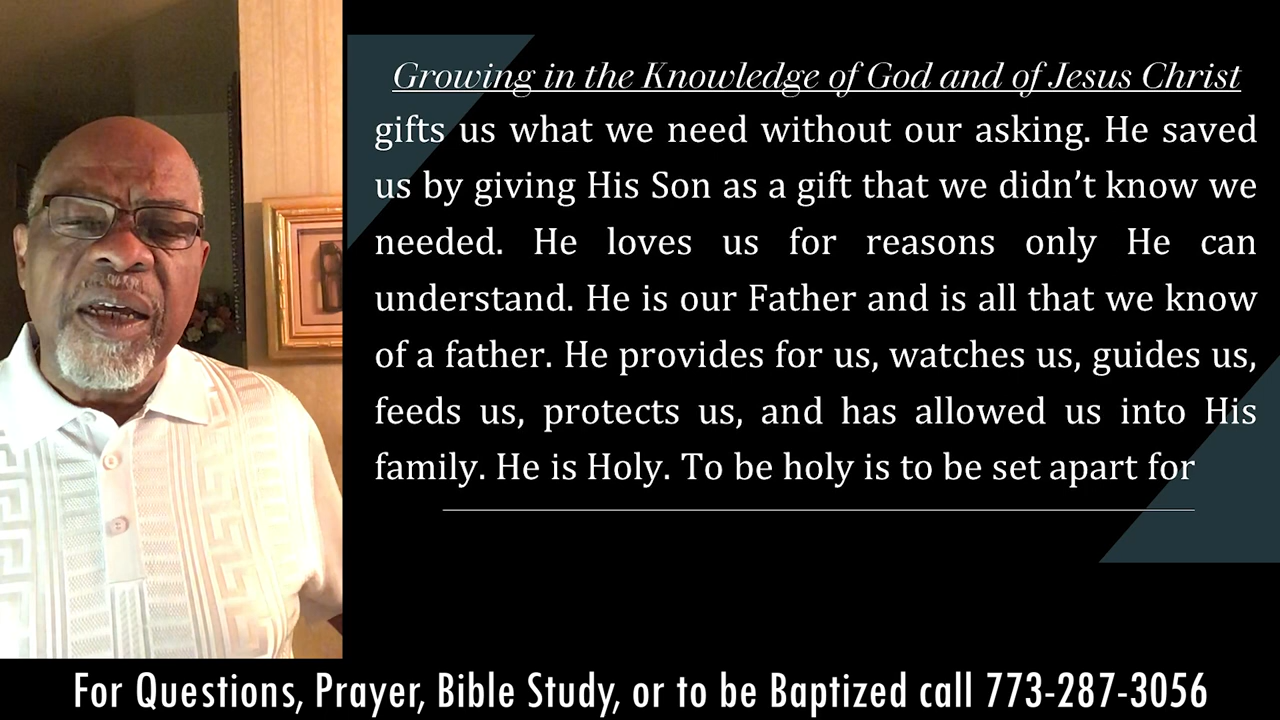 Growing in the Knowledge of God and of Jesus Christ
gifts us what we need without our asking. He saved
us by giving His Son as a gift that we didn’t know we
needed. He loves us for reasons only He can
understand. He is our Father and is all that we know
of a father. He provides for us, watches us, guides us,
feeds us, protects us, and has allowed us into His
family. He is Holy. To be holy is to be set apart for
For Questions, Prayer, Bible Study, or to be Baptized call 773-287-3056